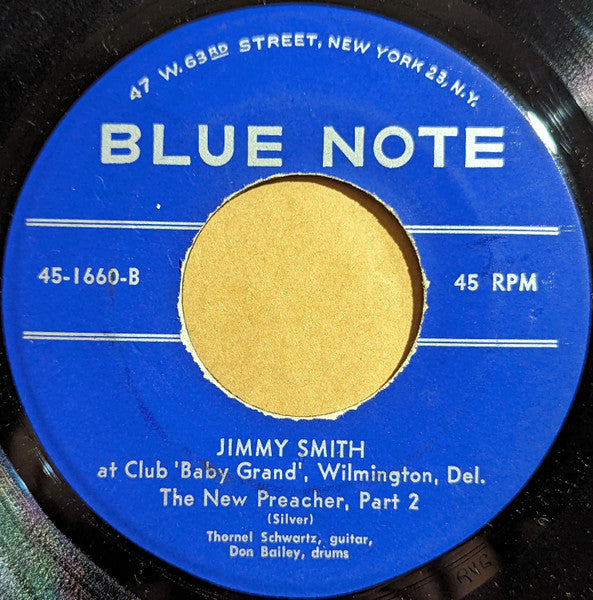 47 W. 63RD STREET, NEW YORK 23, N.Y.
BLUE NOTE
45-1660-B
45 RPM
JIMMY SMITH
at Club 'Baby Grand', Wilmington, Del.
The New Preacher, Part 2
(Silver)
Thornel Schwartz, guitar,
Don Bailey, drums
RVG